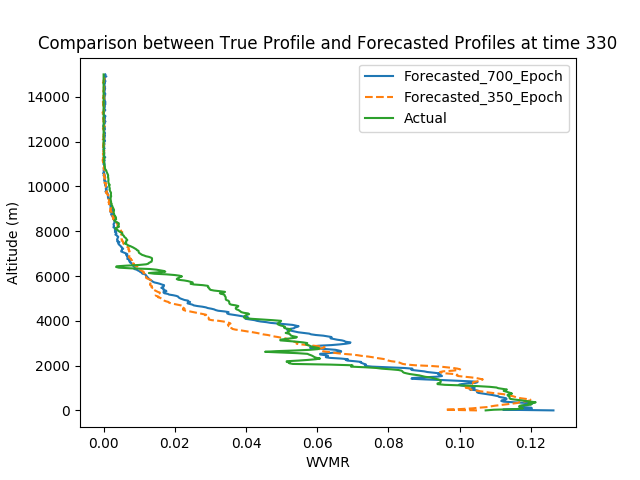 Comparison between True Profile and Forecasted Profiles at time 330
Forecasted_700_Epoch
Forecasted_350_Epoch
Actual
Altitude (m)
14000
12000
10000
8000
6000
4000
2000
0
0.00 0.02 0.04 0.06 0.08 0.10 0.12
WVMR